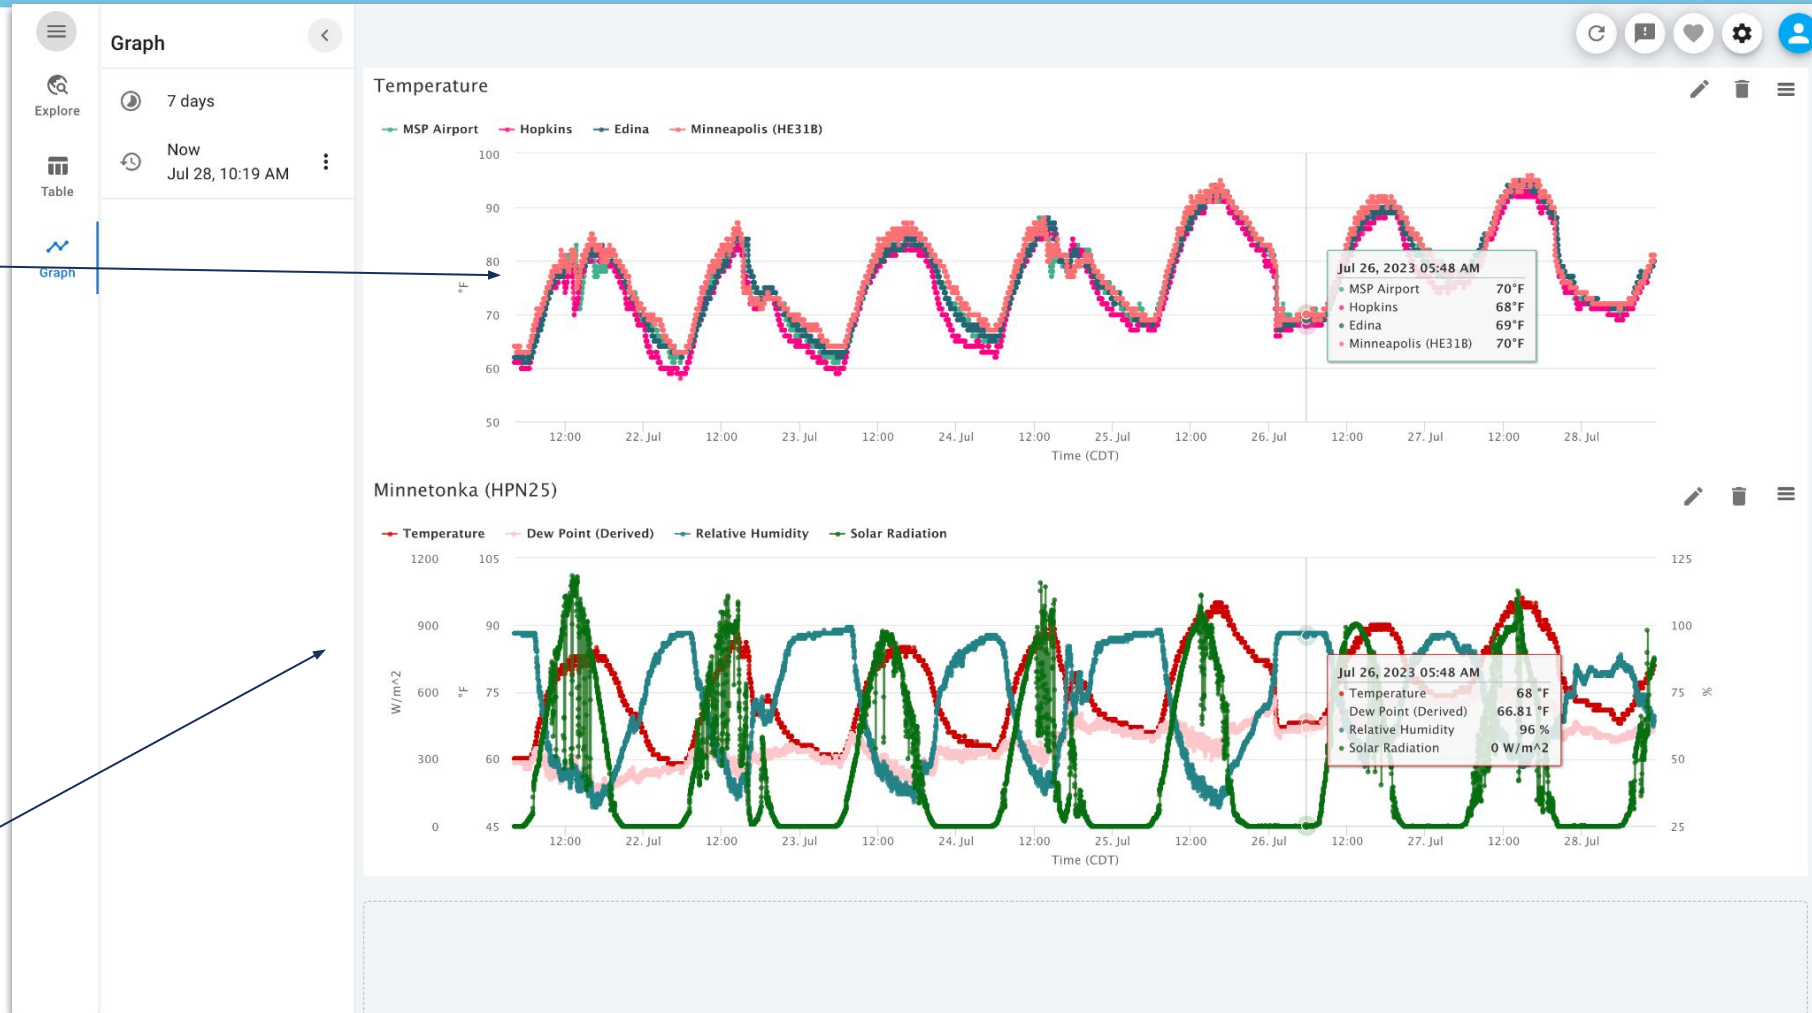 Graph
Explore
7 days
Now
Jul 28, 10:19 AM
Table
Graph
Temperature
MSP Airport Hopkins Edina Minneapolis (HE31B)
100
90
80
70
60
50
°F
Jul 26, 2023 05:48 AM
MSP Airport 70°F
Hopkins 68°F
Edina 69°F
Minneapolis (HE31B) 70°F
12:00 22. Jul 12:00 23. Jul 12:00 24. Jul 12:00 25. Jul 12:00 26. Jul 12:00 27. Jul 12:00 28. Jul
Time (CDT)
Minnetonka (HPN25)
Temperature Dew Point (Derived) Relative Humidity Solar Radiation
1200 105 125
900 90 100
600 75 75
300 60 50
0 45 25
W/m^2
°F
%
Jul 26, 2023 05:48 AM
Temperature 68 °F
Dew Point (Derived) 66.81 °F
Relative Humidity 96 %
Solar Radiation 0 W/m^2
12:00 22. Jul 12:00 23. Jul 12:00 24. Jul 12:00 25. Jul 12:00 26. Jul 12:00 27. Jul 12:00 28. Jul
Time (CDT)